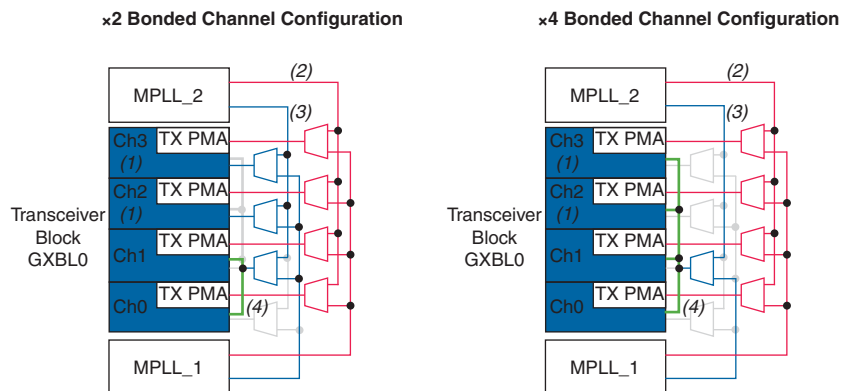 ×2 Bonded Channel Configuration
MPLL_2
(2)
(3)
Ch3
(1)
TX PMA
Ch2
(1)
TX PMA
Transceiver
Block
GXBL0
Ch1
TX PMA
Ch0
TX PMA
(4)
MPLL_1
×4 Bonded Channel Configuration
MPLL_2
(2)
(3)
Ch3
(1)
TX PMA
Ch2
(1)
TX PMA
Transceiver
Block
GXBL0
Ch1
TX PMA
Ch0
TX PMA
(4)
MPLL_1